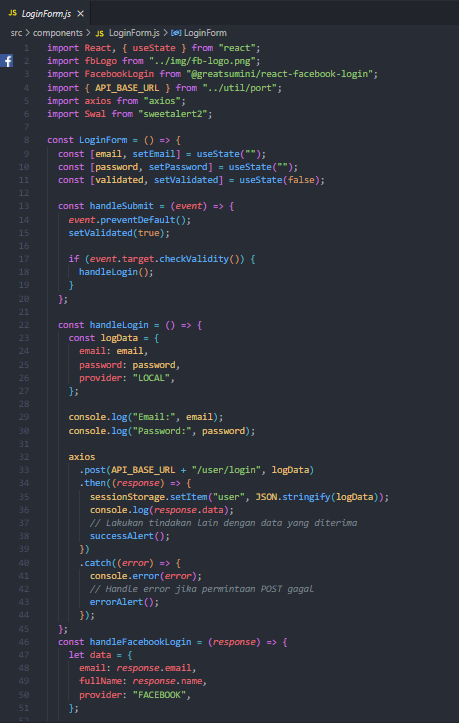 JS LoginForm.js ×
src > components > JS LoginForm.js > LoginForm
1 import React, { useState } from "react";
2 import fbLogo from "../img/fb-logo.png";
3 import FacebookLogin from "@greatsumini/react-facebook-login";
4 import { API_BASE_URL } from "../util/port";
5 import axios from "axios";
6 import Swal from "sweetalert2";
7
8 const LoginForm = () => {
9 const [email, setEmail] = useState("");
10 const [password, setPassword] = useState("");
11 const [validated, setValidated] = useState(false);
12
13 const handleSubmit = (event) => {
14 event.preventDefault();
15 setValidated(true);
16
17 if (event.target.checkValidity()) {
18 handleLogin();
19 }
20 };
21
22 const handleLogin = () => {
23 const logData = {
24 email: email,
25 password: password,
26 provider: "LOCAL",
27 };
28
29 console.log("Email:", email);
30 console.log("Password:", password);
31
32 axios
33 .post(API_BASE_URL + "/user/login", logData)
34 .then((response) => {
35 sessionStorage.setItem("user", JSON.stringify(logData));
36 console.log(response.data);
37 // Lakukan tindakan lain dengan data yang diterima
38 successAlert();
39 })
40 .catch((error) => {
41 console.error(error);
42 // Handle error jika permintaan POST gagal
43 errorAlert();
44 });
45 };
46 const handleFacebookLogin = (response) => {
47 let data = {
48 email: response.email,
49 fullName: response.name,
50 provider: "FACEBOOK",
51 };